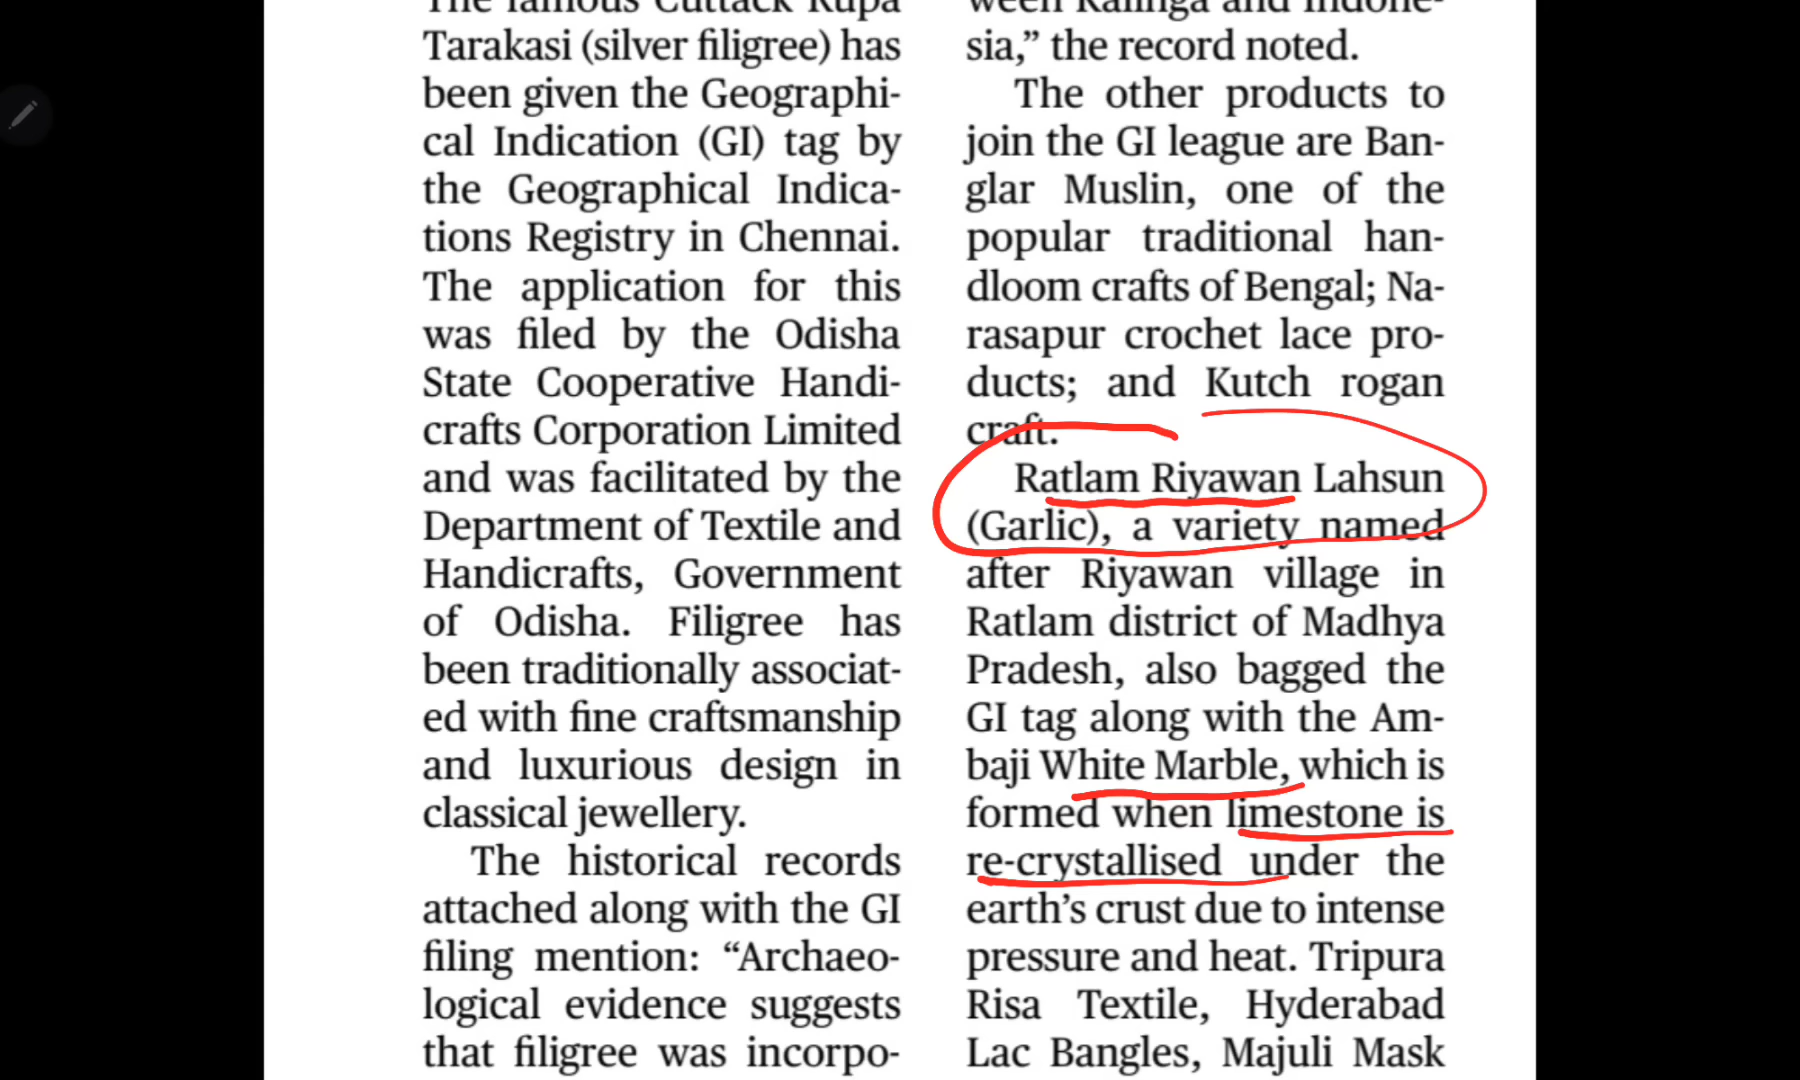 The famous Cuttack Rupa
Tarakasi (silver filigree) has
been given the Geographi-
cal Indication (GI) tag by
the Geographical Indica-
tions Registry in Chennai.
The application for this
was filed by the Odisha
State Cooperative Handi-
crafts Corporation Limited
and was facilitated by the
Department of Textile and
Handicrafts, Government
of Odisha. Filigree has
been traditionally associat-
ed with fine craftsmanship
and luxurious design in
classical jewellery.
The historical records
attached along with the GI
filing mention: “Archaeo-
logical evidence suggests
that filigree was incorpo-
ween Kalinga and Indone-
sia,” the record noted.
The other products to
join the GI league are Ban-
glar Muslin, one of the
popular traditional han-
dloom crafts of Bengal; Na-
rasapur crochet lace pro-
ducts; and Kutch rogan
craft.
Ratlam Riyawan Lahsun
(Garlic), a variety named
after Riyawan village in
Ratlam district of Madhya
Pradesh, also bagged the
GI tag along with the Am-
baji White Marble, which is
formed when limestone is
re-crystallised under the
earth’s crust due to intense
pressure and heat. Tripura
Risa Textile, Hyderabad
Lac Bangles, Majuli Mask